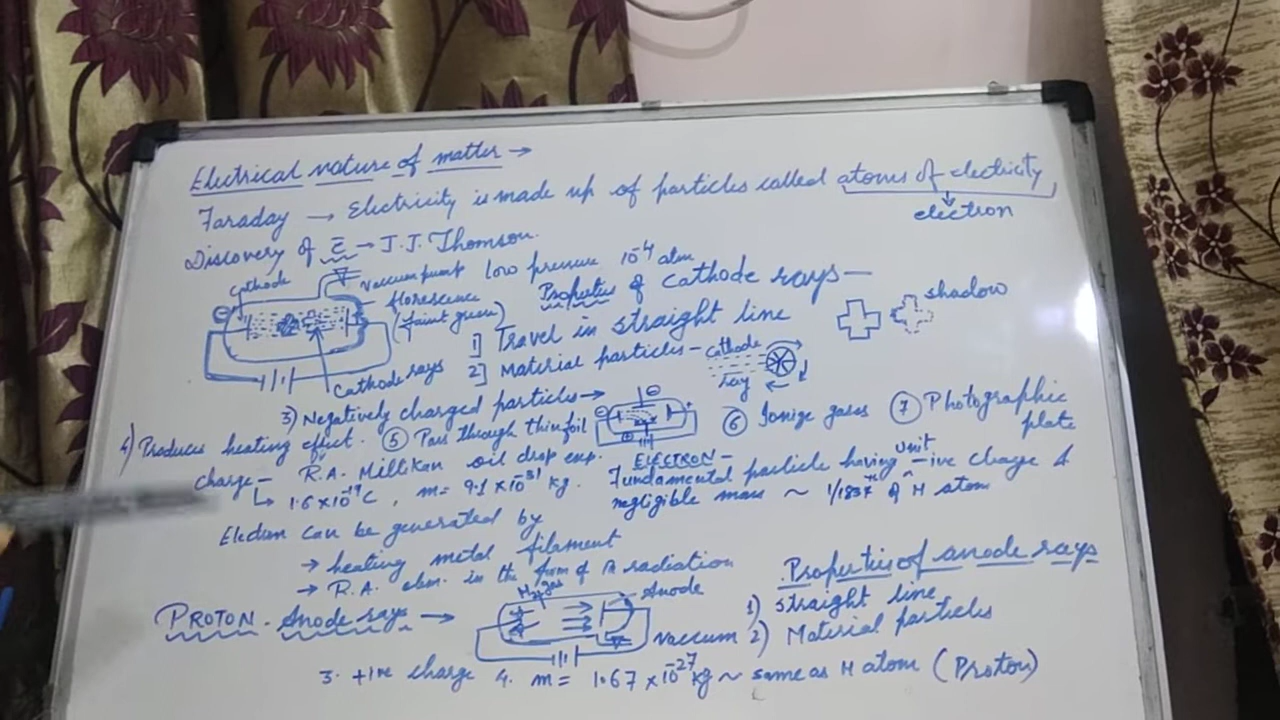 Electrical nature of matter →
Faraday → Electricity is made up of particles called atoms of electricity
electron
Discovery of ē → J.J. Thomson.
cathode
vacuum pump low pressure 10⁻⁴ atm
florescence
(faint green)
Cathode rays
Properties of Cathode rays —
1] Travel in straight line
shadow
2] Material particles —
cathode
ray
3) Negatively charged particles →
4) Produces heating effect. ⑤ Pass through thin foil
⑥ Ionize gases ⑦ Photographic
plate
charge — R.A. Millikan oil drop exp.
↳ 1.6×10⁻¹⁹C, m= 9.1×10⁻³¹ kg.
ELECTRON —
Fundamental particle having unit -ive charge &
negligible mass ~ 1/1837ᵗʰ of H atom
Electron can be generated by
→ heating metal filament
→ R.A. elem. in the form of β radiation
PROTON. Anode rays →
H₂ gas
Anode
vaccum
Properties of anode rays
1) straight line
2) Material particles
3. +ive charge 4. m= 1.67 ×10⁻²⁷ kg ~ same as H atom (Proton)